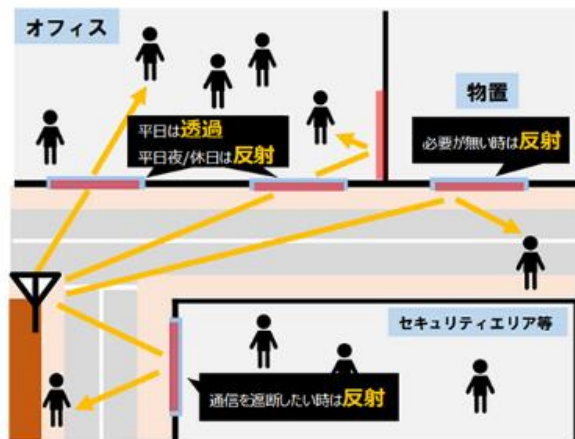 オフィス
物置
平日は透過
平日夜/休日は反射
必要が無い時は反射
セキュリティエリア等
通信を遮断したい時は反射